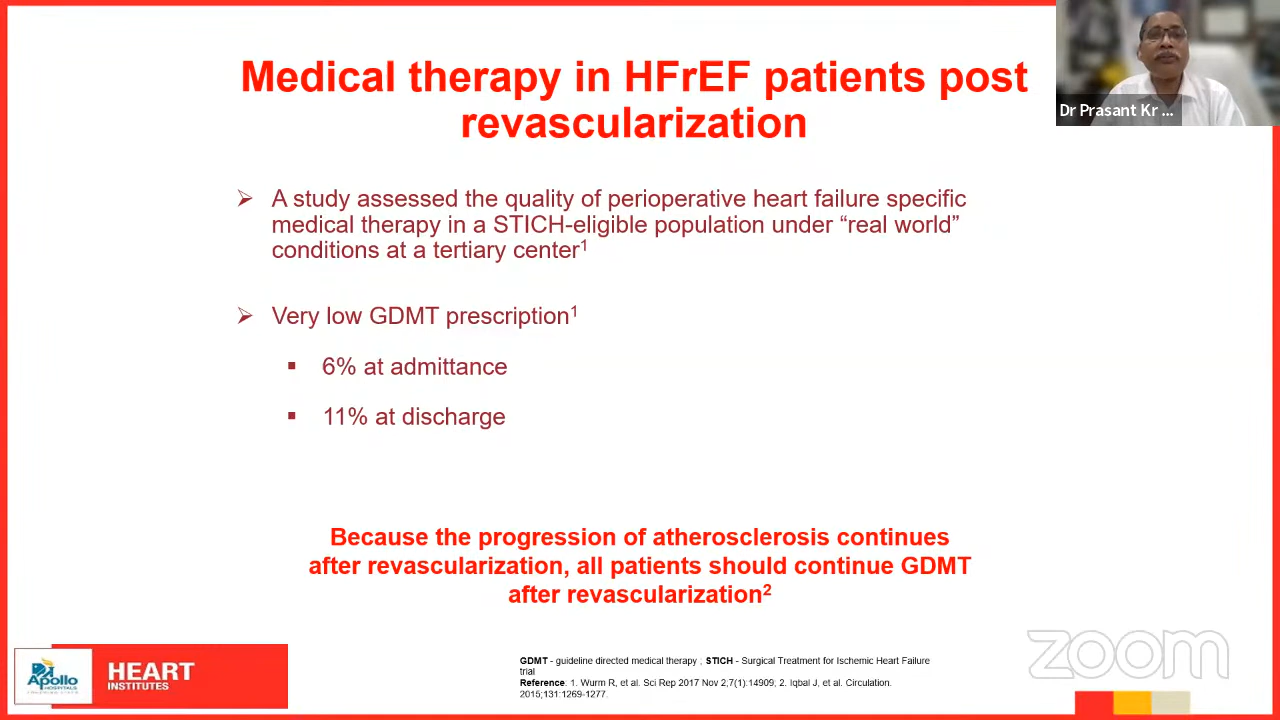 Medical therapy in HFrEF patients post
revascularization
Dr Prasant Kr ...
➢ A study assessed the quality of perioperative heart failure specific
medical therapy in a STICH-eligible population under “real world”
conditions at a tertiary center1
➢ Very low GDMT prescription1
▪ 6% at admittance
▪ 11% at discharge
Because the progression of atherosclerosis continues
after revascularization, all patients should continue GDMT
after revascularization2
zoom
Apollo
HOSPITALS
HEART
INSTITUTES
GDMT - guideline directed medical therapy ; STICH - Surgical Treatment for Ischemic Heart Failure
trial
Reference: 1. Wurm R, et al. Sci Rep 2017 Nov 2,7(1):14909; 2. Iqbal J, et al. Circulation.
2015;131:1269-1277.